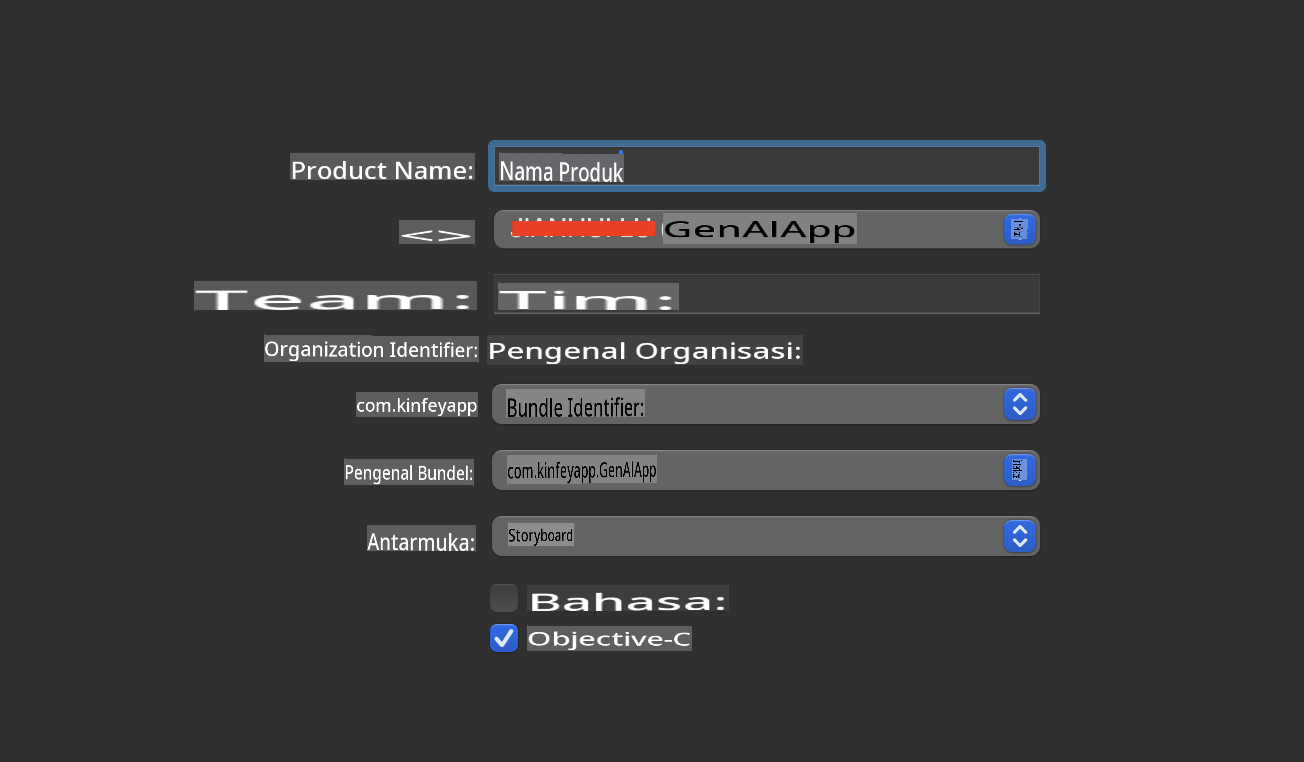 Product Name: Nama Produk
<> GenAIApp
Team: Tim:
Organization Identifier: Pengenal Organisasi:
com.kinfeyapp Bundle Identifier:
Pengenal Bundel: com.kinfeyapp.GenAIApp
Antarmuka: Storyboard
Bahasa:
Objective-C